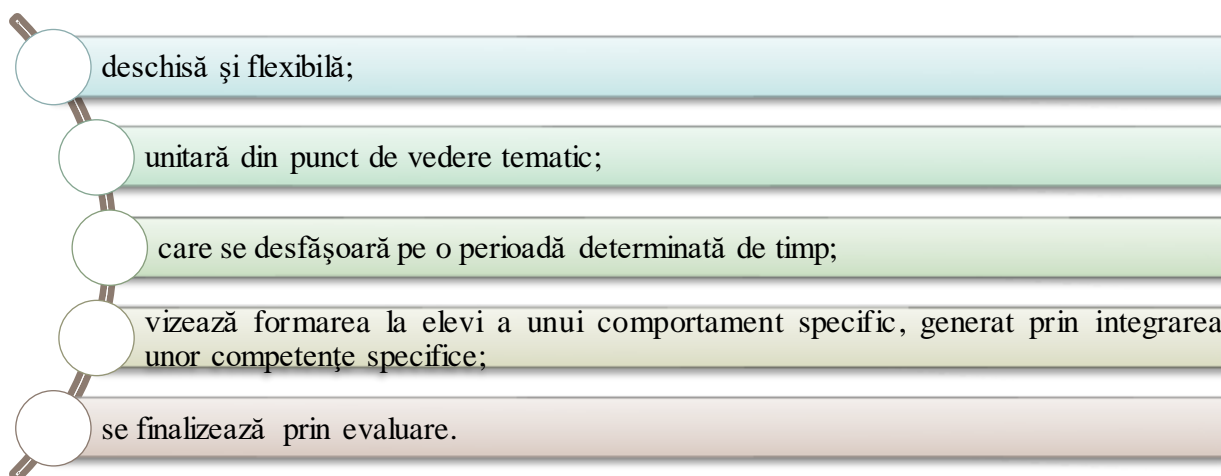 deschisă şi flexibilă;
unitară din punct de vedere tematic;
care se desfăşoară pe o perioadă determinată de timp;
vizează formarea la elevi a unui comportament specific, generat prin integrarea
unor competenţe specifice;
se finalizează prin evaluare.